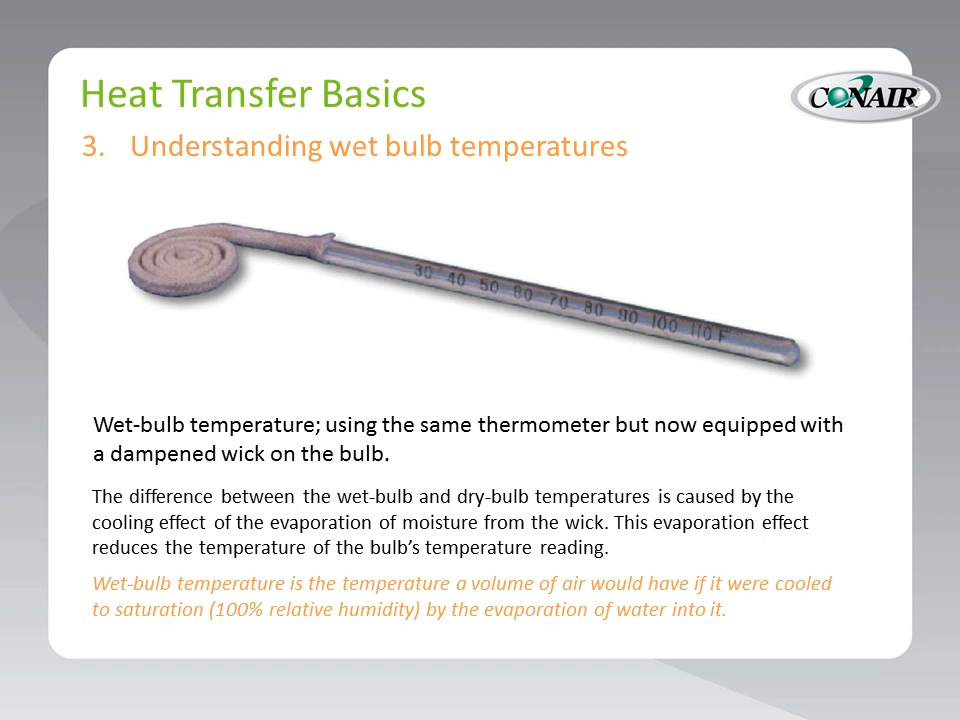 Heat Transfer Basics
CONAIR
3. Understanding wet bulb temperatures
30 40 50 60 70 80 90 100 110 F
Wet-bulb temperature; using the same thermometer but now equipped with
a dampened wick on the bulb.
The difference between the wet-bulb and dry-bulb temperatures is caused by the
cooling effect of the evaporation of moisture from the wick. This evaporation effect
reduces the temperature of the bulb’s temperature reading.
Wet-bulb temperature is the temperature a volume of air would have if it were cooled
to saturation (100% relative humidity) by the evaporation of water into it.